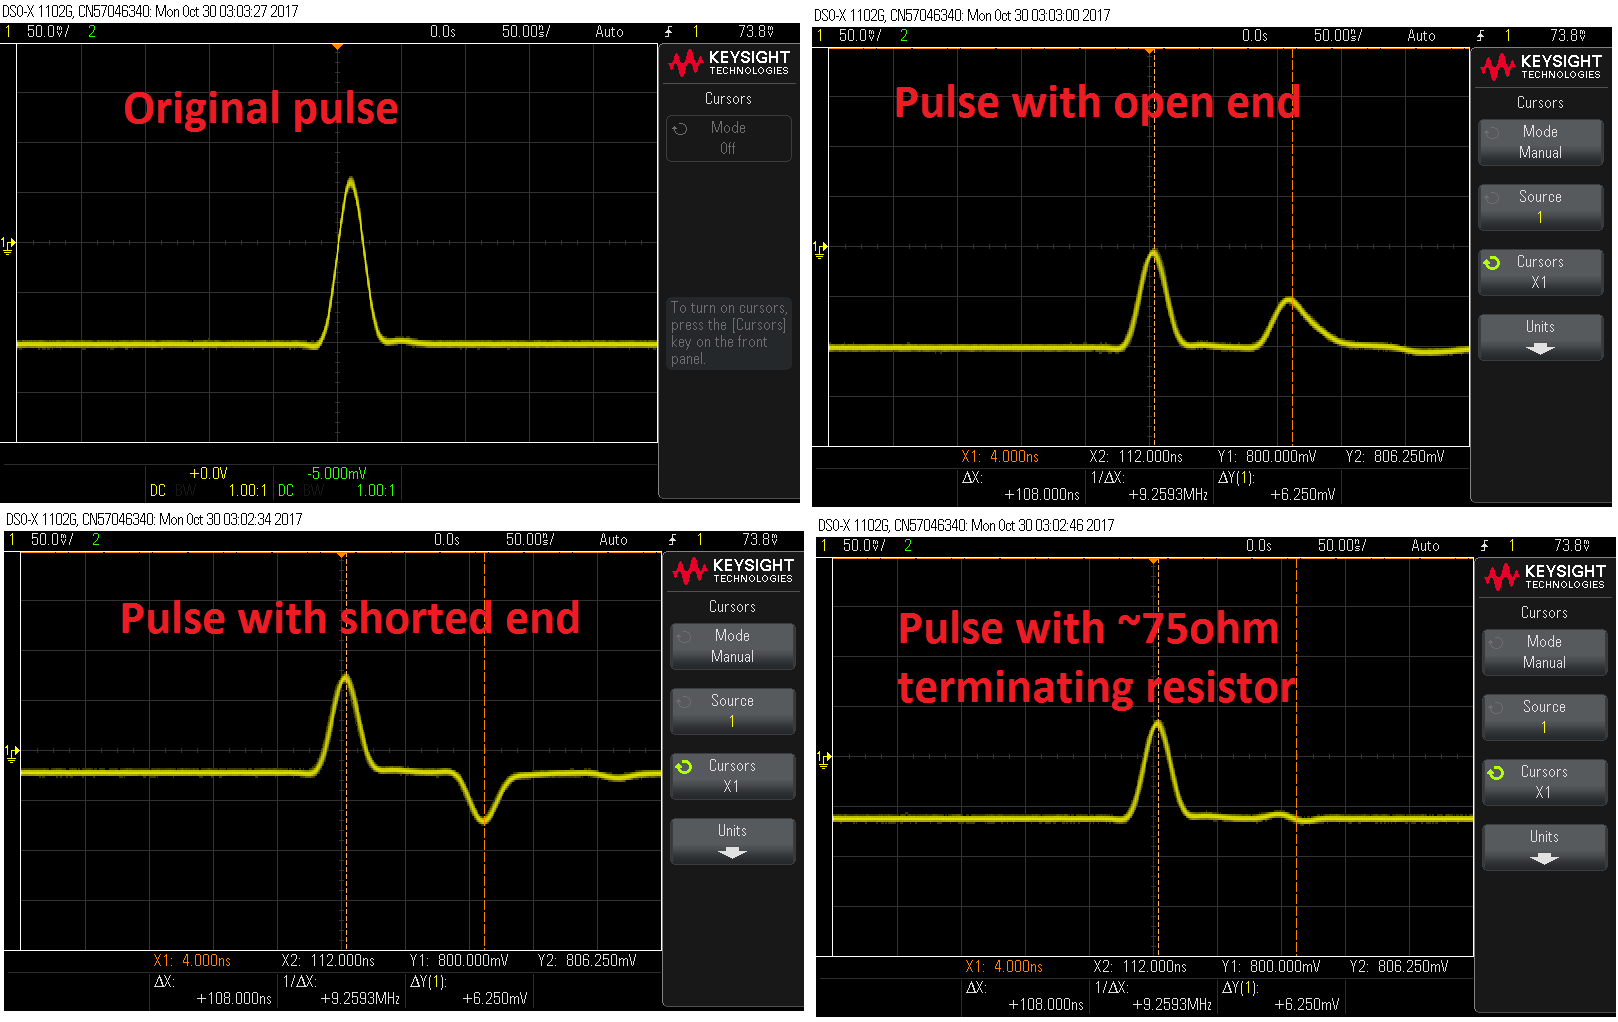 DSO-X 1102G, CN57046340: Mon Oct 30 03:03:27 2017
1 50.0V/ 2 0.0s 50.00s/ Auto 1 73.8V
KEYSIGHT
TECHNOLOGIES
Cursors
Mode
Off
Original pulse
1
To turn on cursors,
press the [Cursors]
key on the front
panel.
+0.0V -5.000mV
DC BW 1.00:1 DC BW 1.00:1
DSO-X 1102G, CN57046340: Mon Oct 30 03:03:00 2017
1 50.0V/ 2 0.0s 50.00s/ Auto 1 73.8V
KEYSIGHT
TECHNOLOGIES
Cursors
Mode
Manual
Source
1
Cursors
X1
Units
Pulse with open end
1
X1: 4.000ns X2: 112.000ns Y1: 800.000mV Y2: 806.250mV
ΔX: 1/ΔX: ΔY(1):
+108.000ns +9.2593MHz +6.250mV
DSO-X 1102G, CN57046340: Mon Oct 30 03:02:34 2017
1 50.0V/ 2 0.0s 50.00s/ Auto 1 73.8V
KEYSIGHT
TECHNOLOGIES
Cursors
Mode
Manual
Source
1
Cursors
X1
Units
Pulse with shorted end
1
X1: 4.000ns X2: 112.000ns Y1: 800.000mV Y2: 806.250mV
ΔX: 1/ΔX: ΔY(1):
+108.000ns +9.2593MHz +6.250mV
DSO-X 1102G, CN57046340: Mon Oct 30 03:02:46 2017
1 50.0V/ 2 0.0s 50.00s/ Auto 1 73.8V
KEYSIGHT
TECHNOLOGIES
Cursors
Mode
Manual
Source
1
Cursors
X1
Units
Pulse with ~75ohm
terminating resistor
1
X1: 4.000ns X2: 112.000ns Y1: 800.000mV Y2: 806.250mV
ΔX: 1/ΔX: ΔY(1):
+108.000ns +9.2593MHz +6.250mV